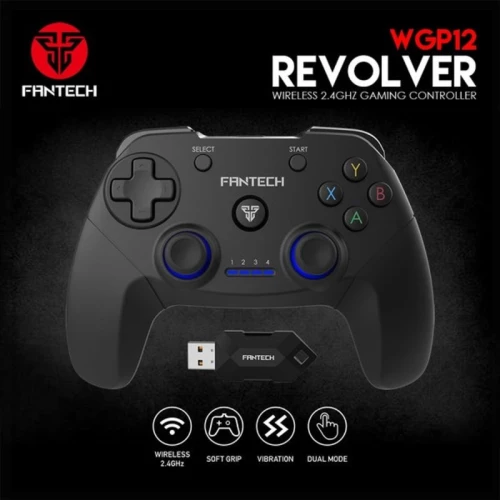 FANTECH
WGP12
REVOLVER
WIRELESS 2.4GHZ GAMING CONTROLLER
SELECT
START
FANTECH
Y
X
B
A
1 2 3 4
FANTECH
WIRELESS
2.4GHz
SOFT GRIP
VIBRATION
DUAL MODE